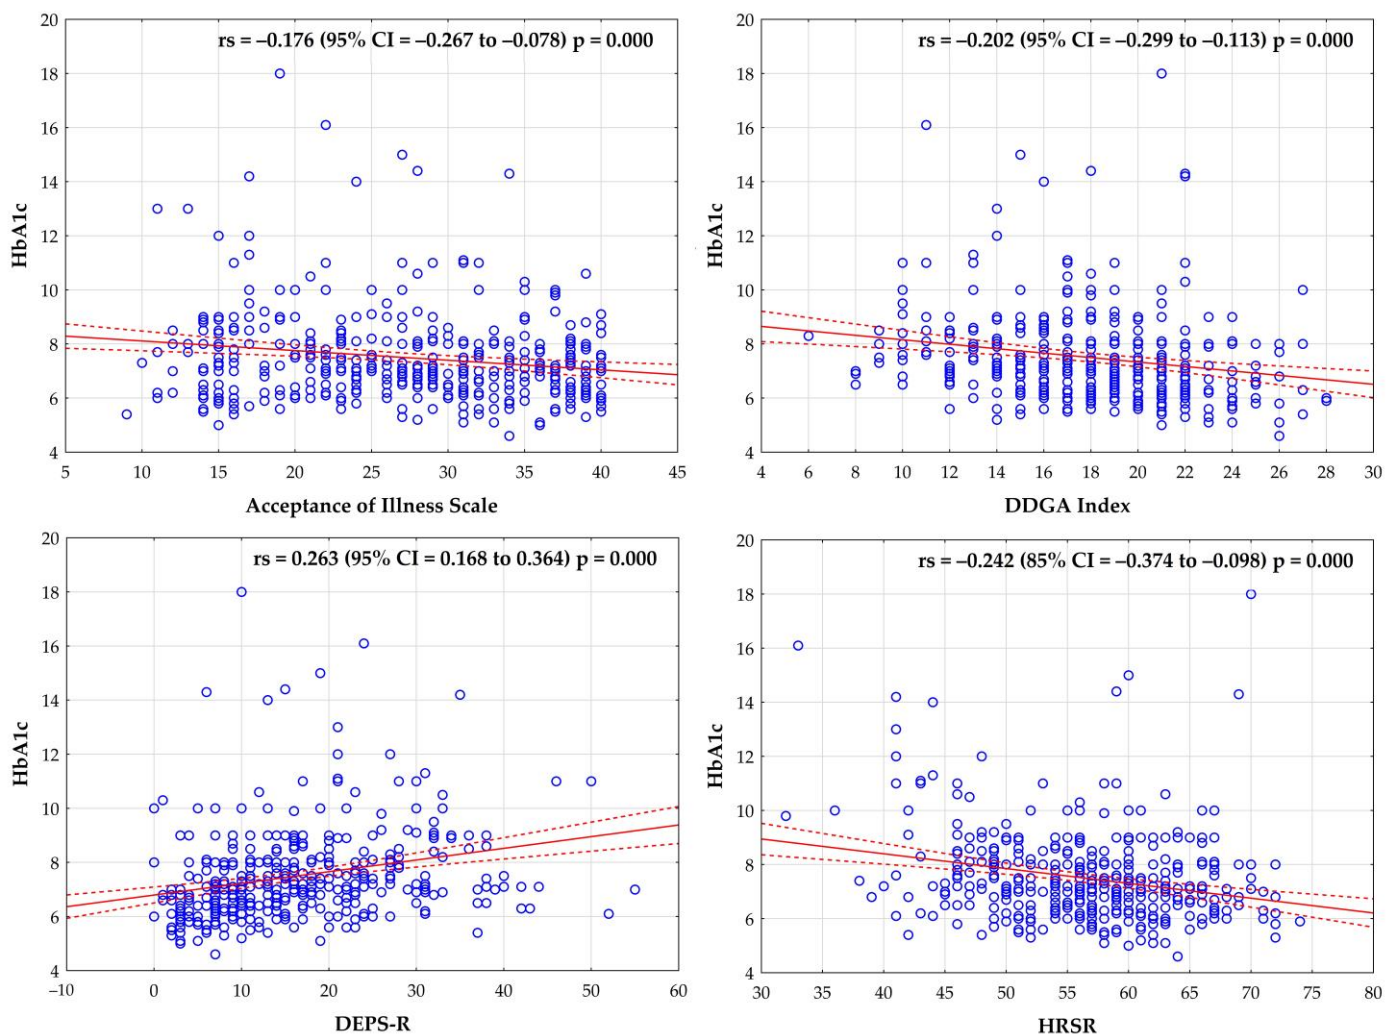 rs = –0.176 (95% CI = –0.267 to –0.078) p = 0.000
20
18
16
14
12
10
8
6
4
HbA1c
5 10 15 20 25 30 35 40 45
Acceptance of Illness Scale
rs = –0.202 (95% CI = –0.299 to –0.113) p = 0.000
20
18
16
14
12
10
8
6
4
HbA1c
4 6 8 10 12 14 16 18 20 22 24 26 28 30
DDGA Index
rs = 0.263 (95% CI = 0.168 to 0.364) p = 0.000
20
18
16
14
12
10
8
6
4
HbA1c
–10 0 10 20 30 40 50 60
DEPS-R
rs = –0.242 (85% CI = –0.374 to –0.098) p = 0.000
20
18
16
14
12
10
8
6
4
HbA1c
30 35 40 45 50 55 60 65 70 75 80
HRSR